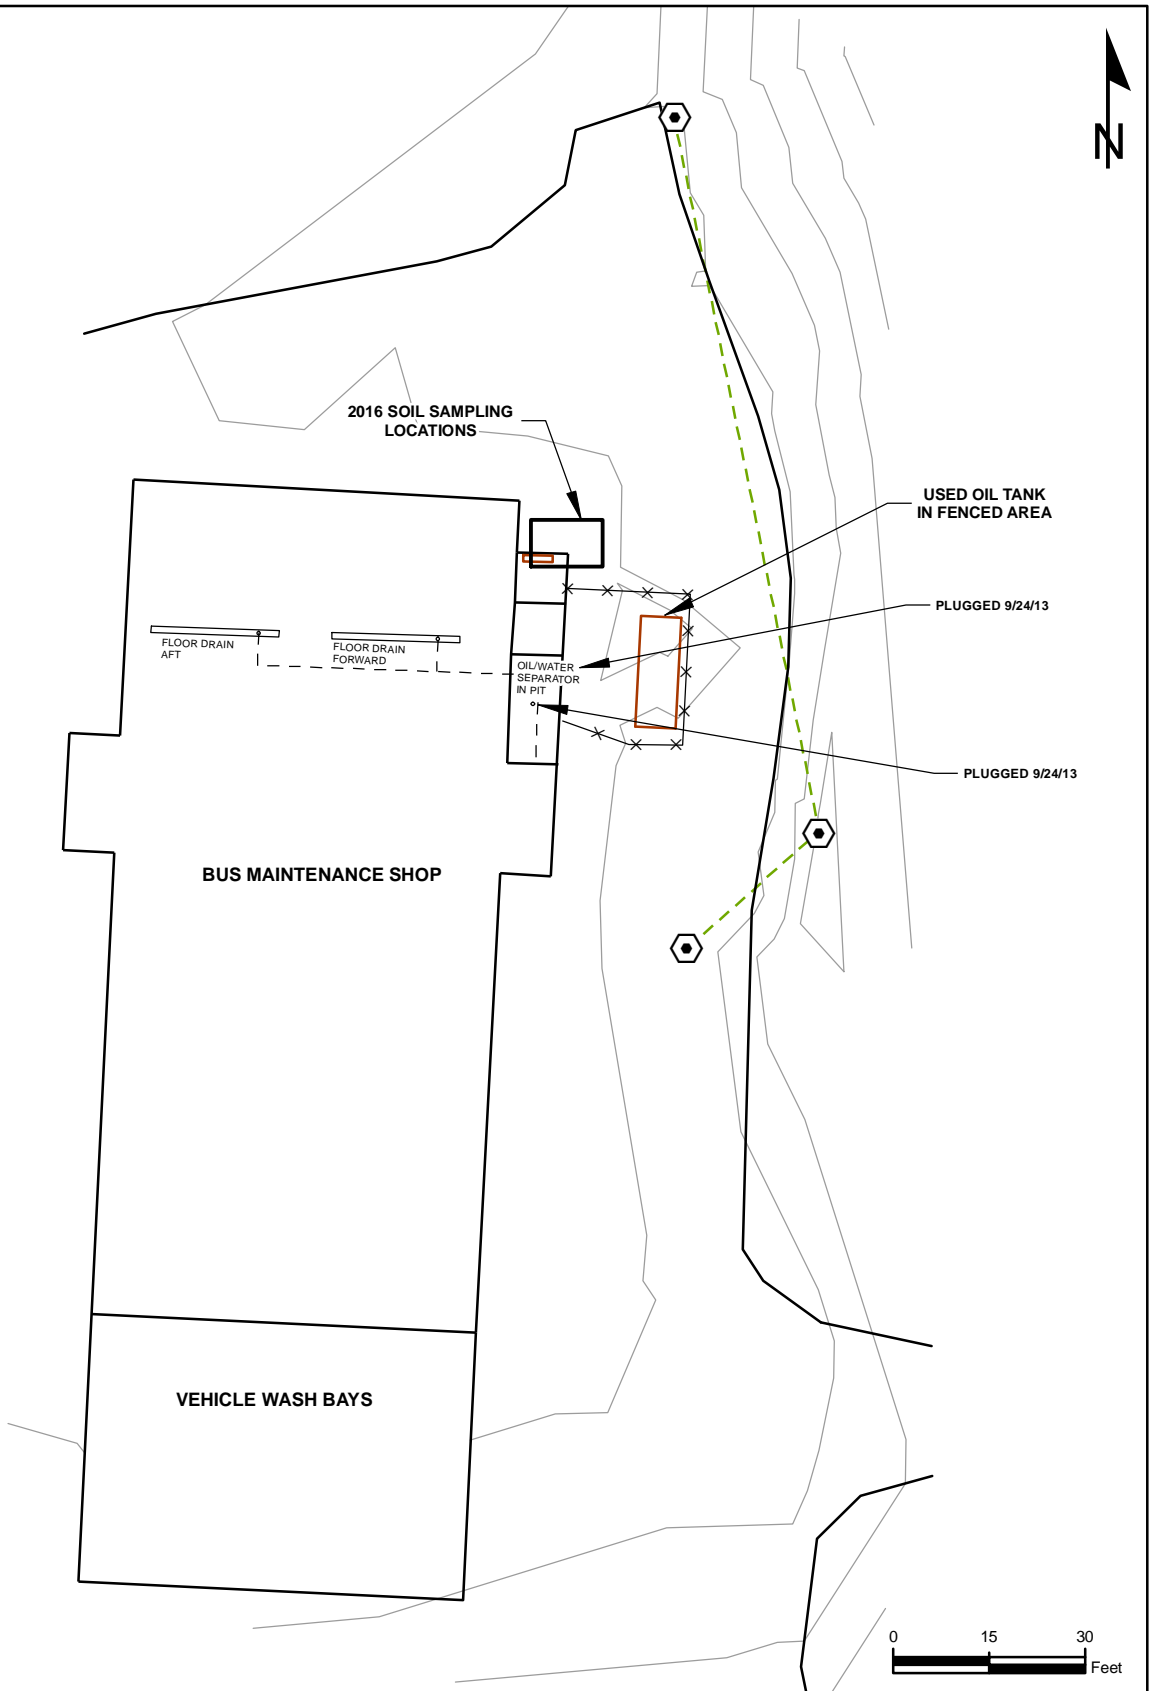 N
2016 SOIL SAMPLING
LOCATIONS
USED OIL TANK
IN FENCED AREA
PLUGGED 9/24/13
FLOOR DRAIN
AFT
FLOOR DRAIN
FORWARD
OIL/WATER
SEPARATOR
IN PIT
PLUGGED 9/24/13
BUS MAINTENANCE SHOP
VEHICLE WASH BAYS
0 15 30
Feet